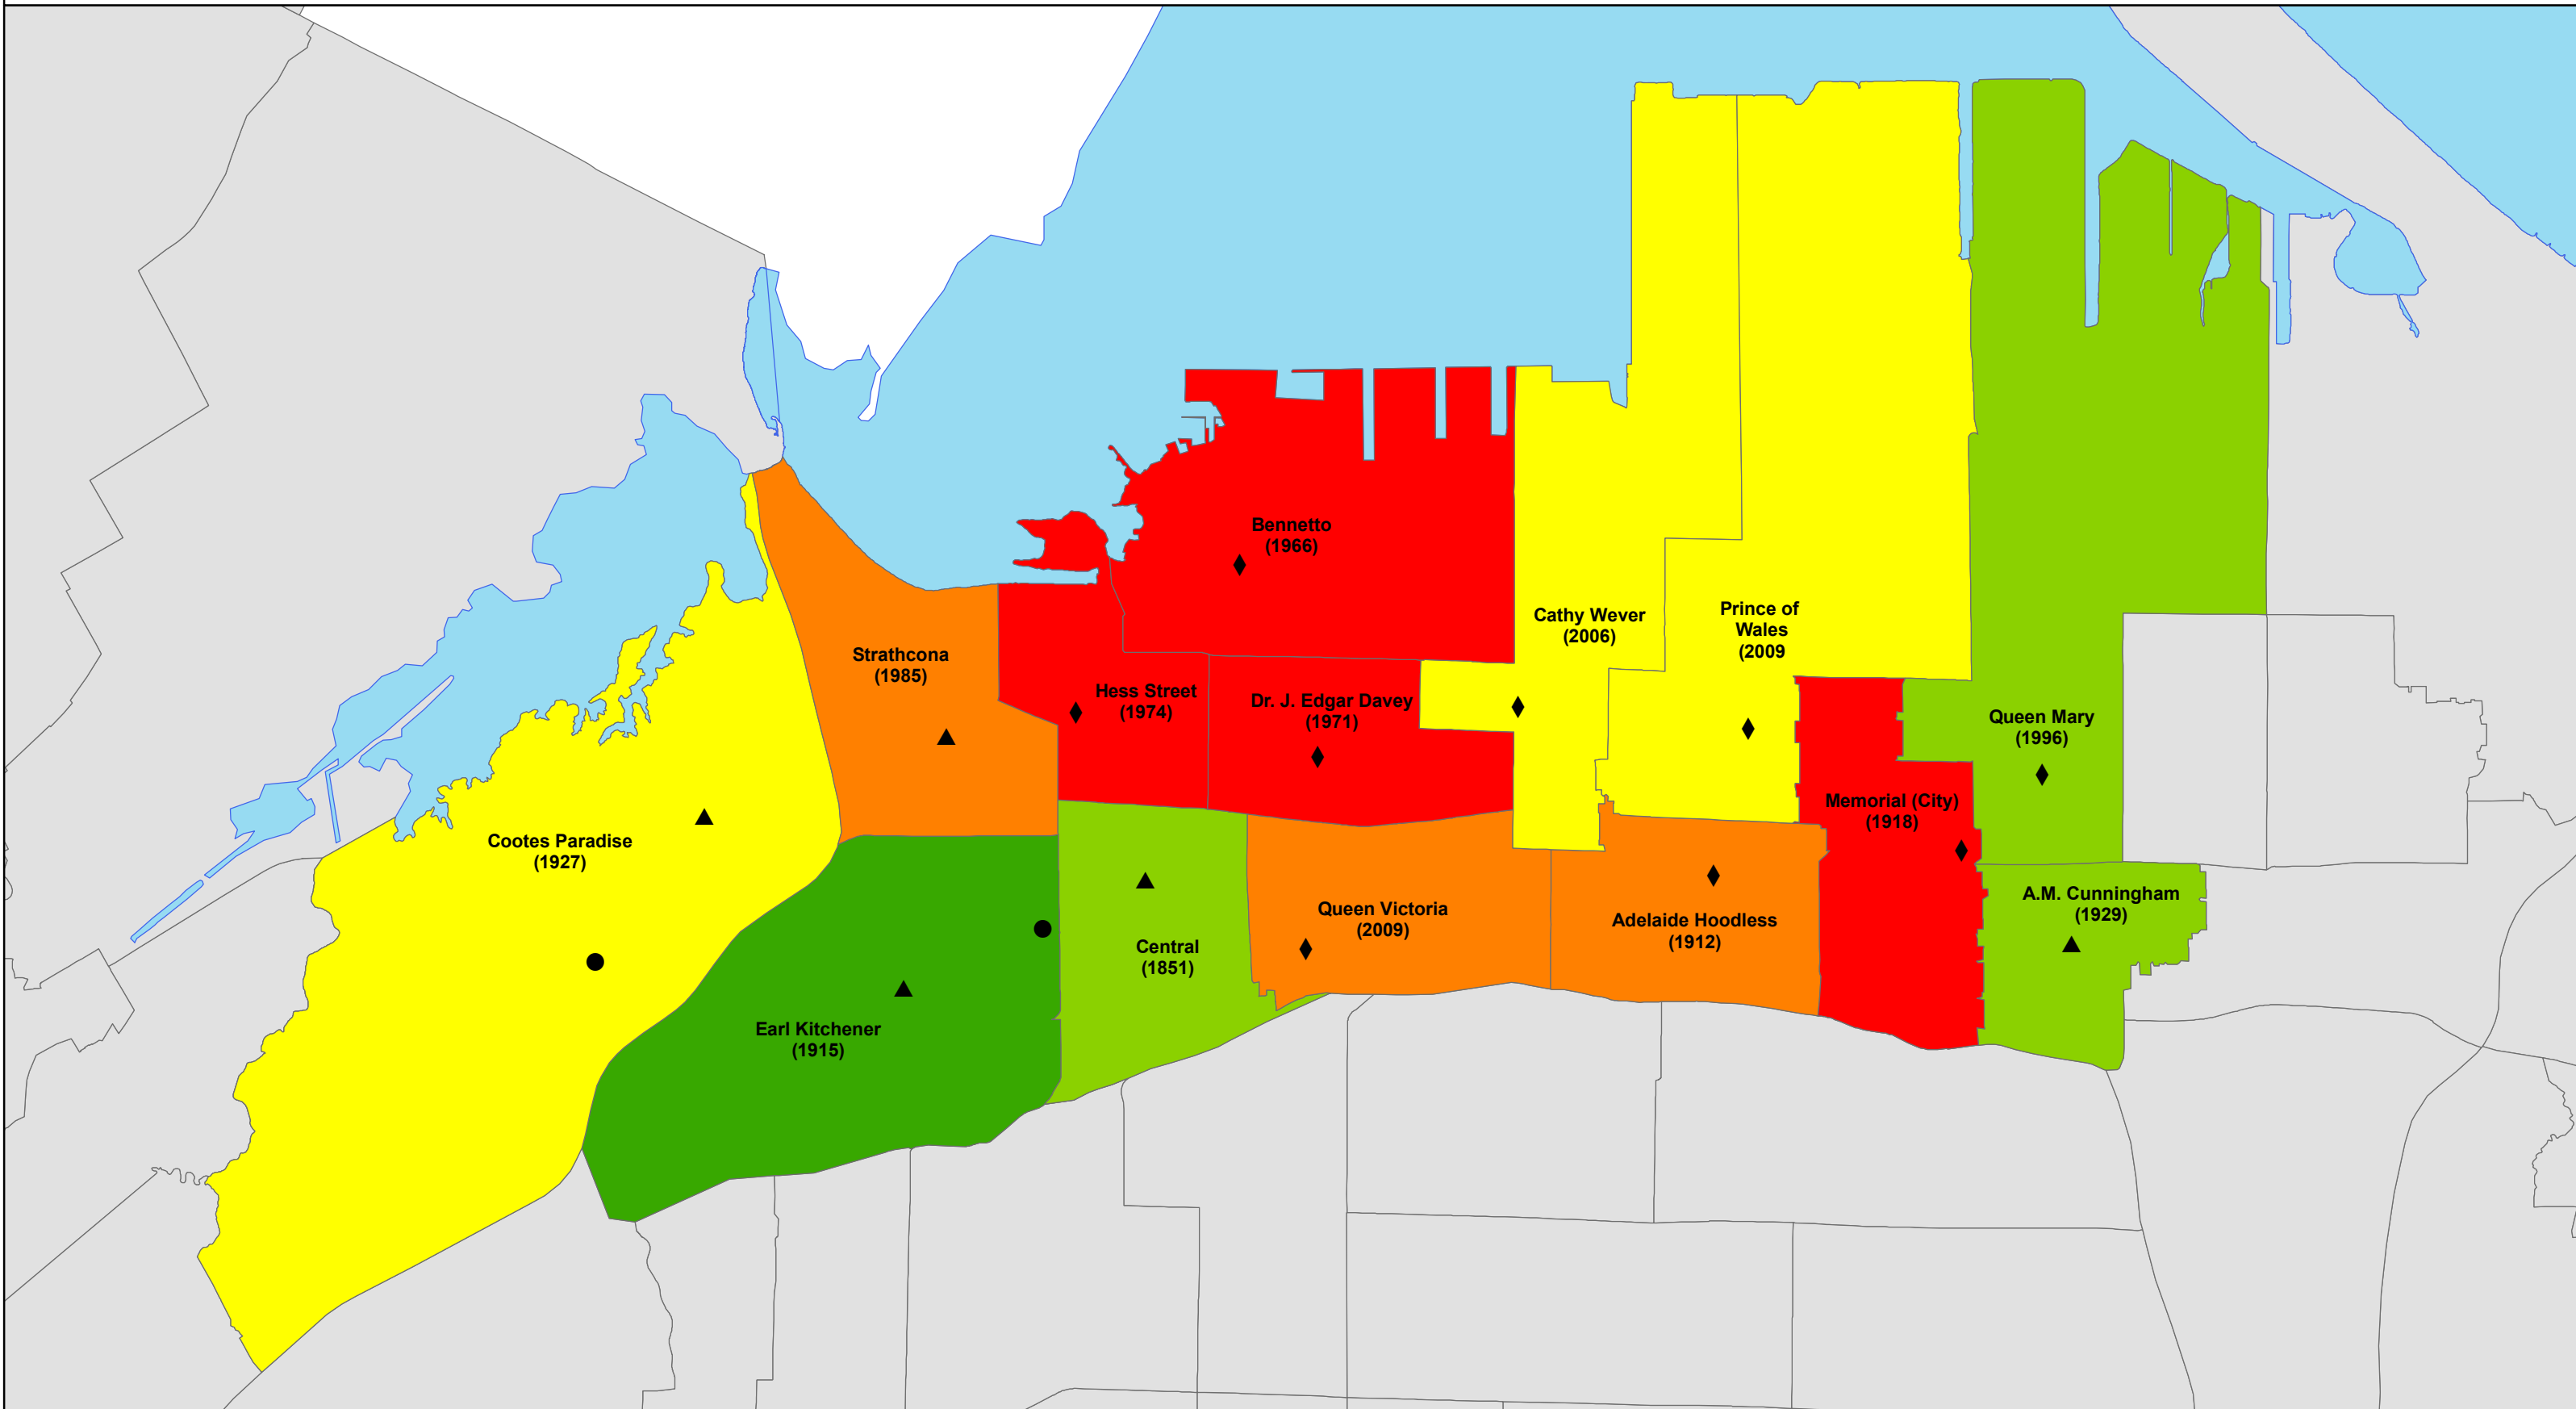 Bennetto
(1966)
Cathy Wever
(2006)
Prince of
Wales
(2009
Strathcona
(1985)
Hess Street
(1974)
Dr. J. Edgar Davey
(1971)
Queen Mary
(1996)
Memorial (City)
(1918)
Cootes Paradise
(1927)
A.M. Cunningham
(1929)
Queen Victoria
(2009)
Adelaide Hoodless
(1912)
Central
(1851)
Earl Kitchener
(1915)